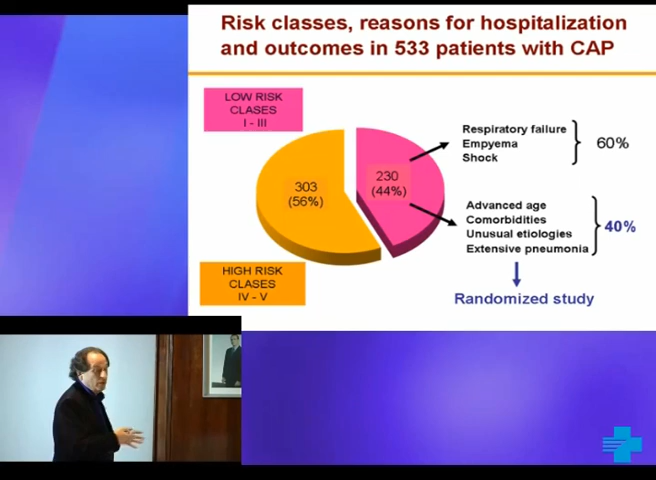 Risk classes, reasons for hospitalization
and outcomes in 533 patients with CAP
LOW RISK
CLASES
I - III
Respiratory failure
Empyema
Shock
60%
303
(56%)
230
(44%)
Advanced age
Comorbidities
Unusual etiologies
Extensive pneumonia
40%
HIGH RISK
CLASES
IV - V
Randomized study